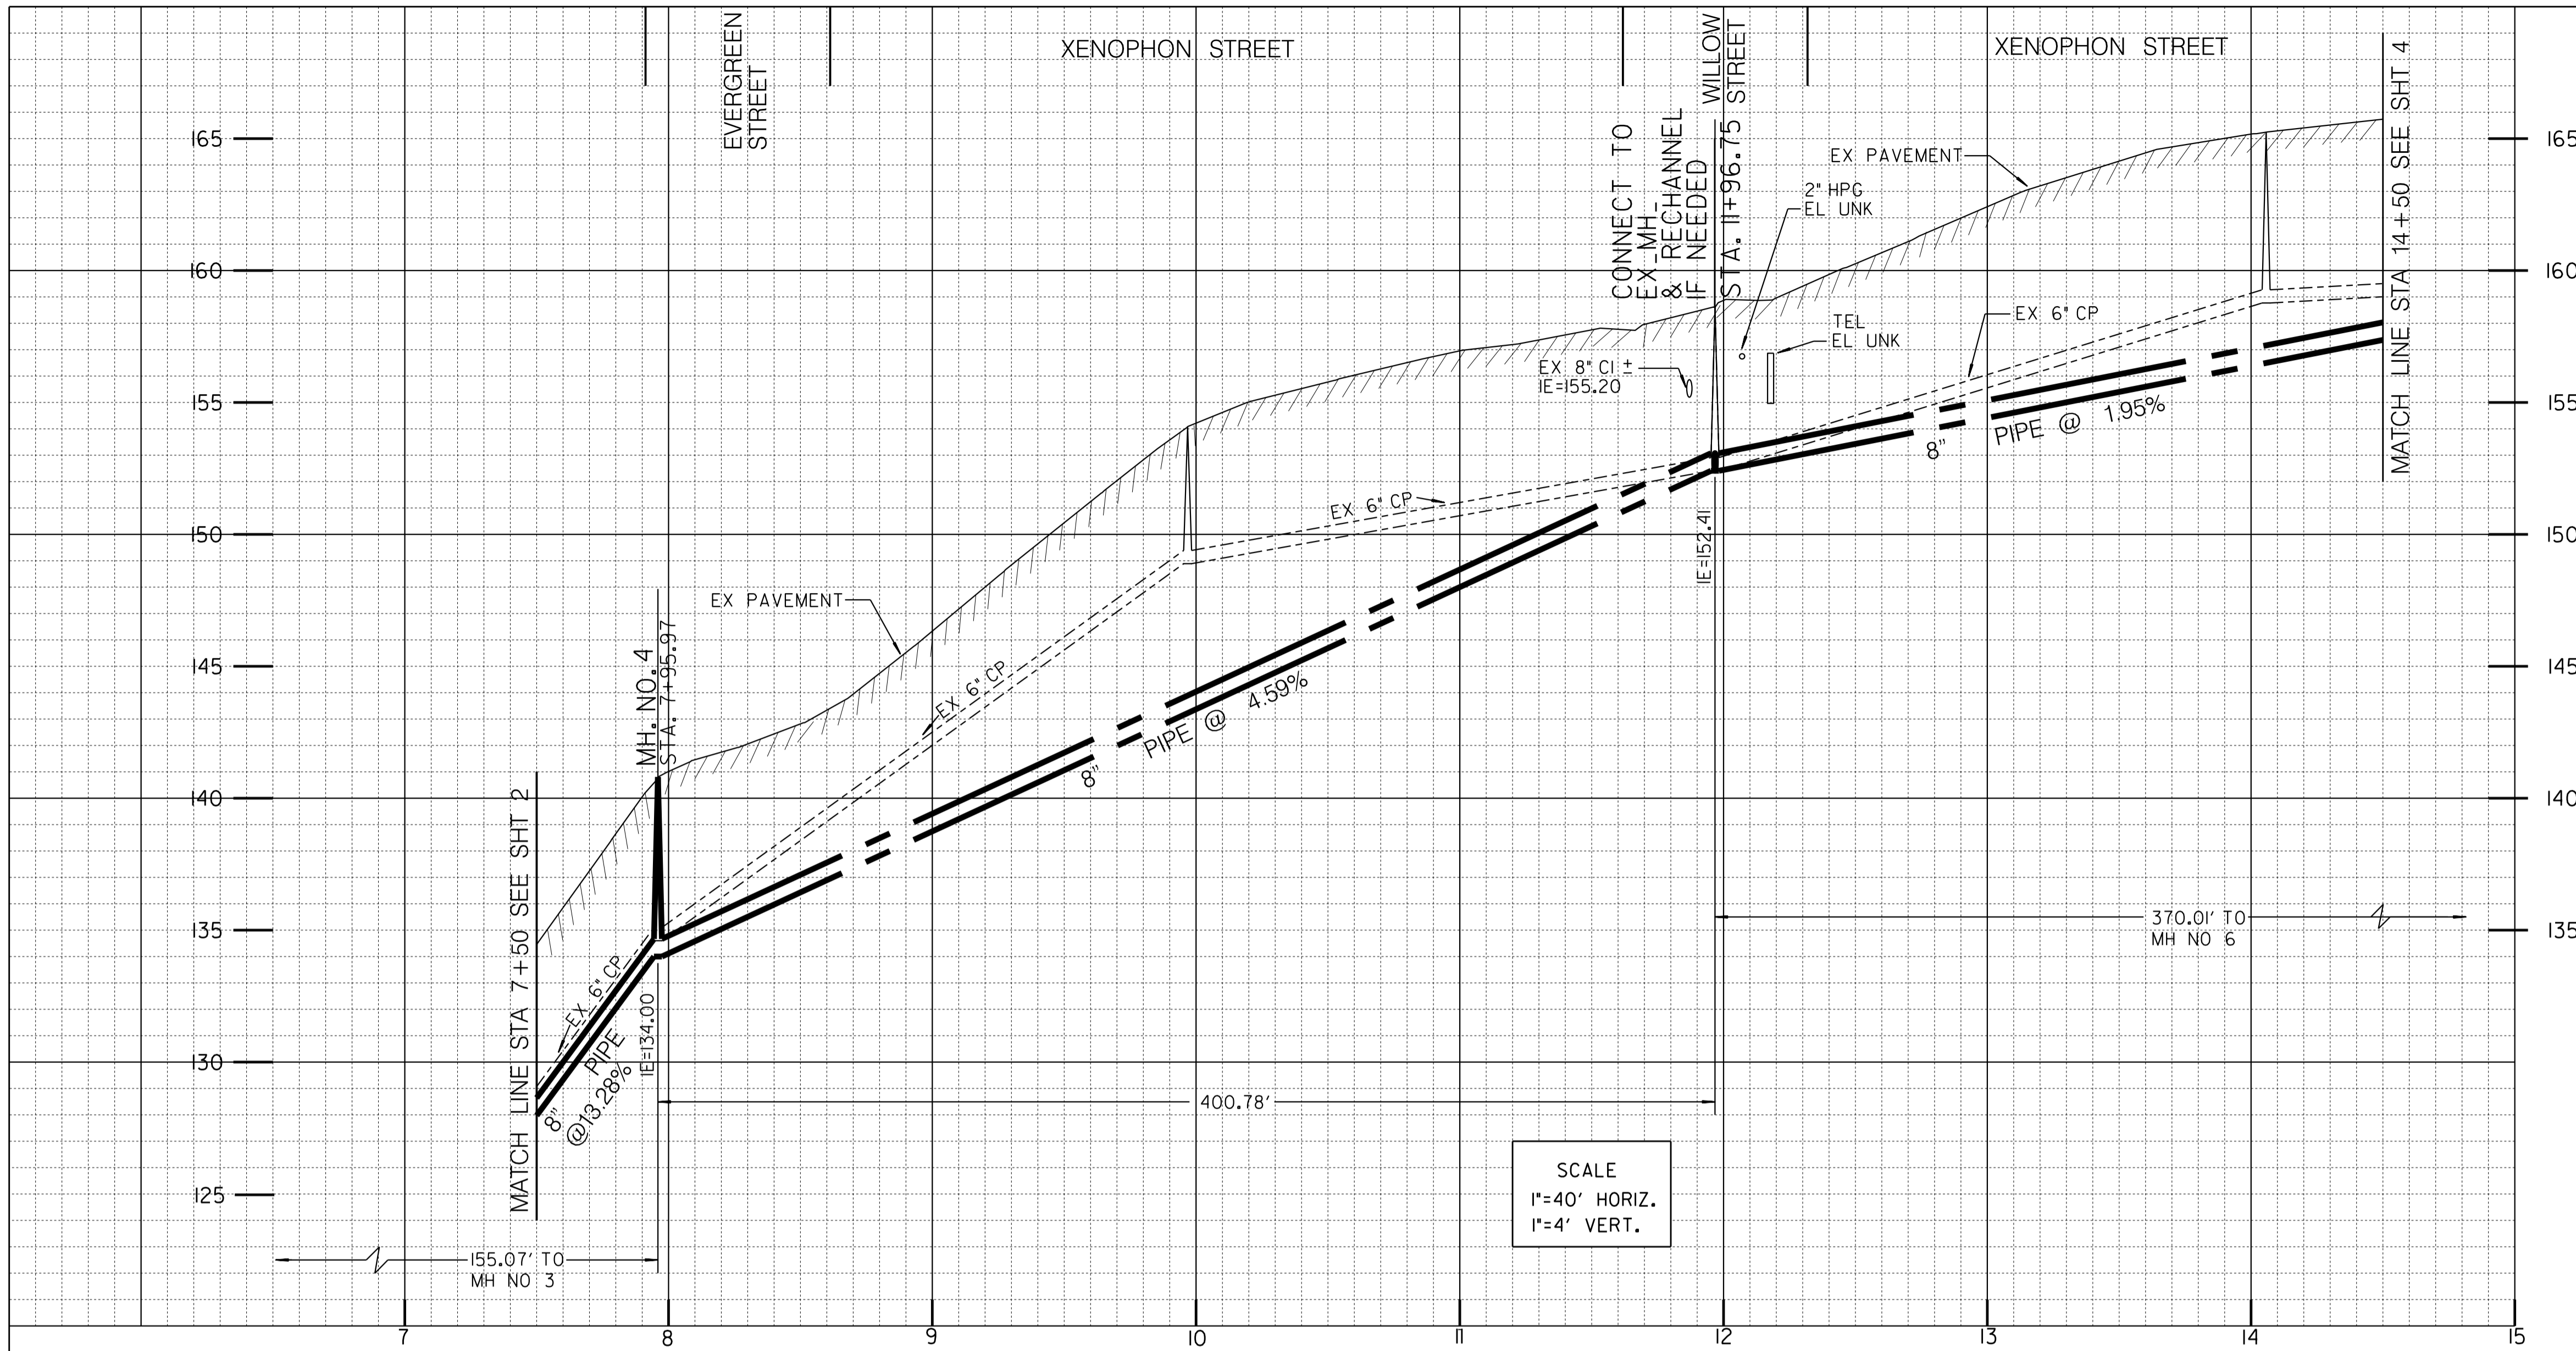 EVERGREEN
STREET
XENOPHON STREET
WILLOW
STREET
XENOPHON STREET
MATCH LINE STA 14+50 SEE SHT 4
CONNECT TO
EX_MH_
& RECHANNEL
IF NEEDED
STA. 11+96.75
EX PAVEMENT
2" HPG
EL UNK
TEL
EL UNK
EX 6" CP
EX 8" CI ±
IE=155.20
8"
PIPE @ 1.95%
EX 6" CP
IE=152.41
EX PAVEMENT
MH. NO. 4
STA. 7+95.97
EX 6" CP
8"
PIPE @ 4.59%
MATCH LINE STA 7+50 SEE SHT 2
EX 6" CP
8"
PIPE
@13.28%
IE=134.00
370.01' TO
MH NO 6
400.78'
SCALE
1"=40' HORIZ.
1"=4' VERT.
155.07' TO
MH NO 3
165
160
155
150
145
140
135
130
125
165
160
155
150
145
140
135
7 8 9 10 11 12 13 14 15